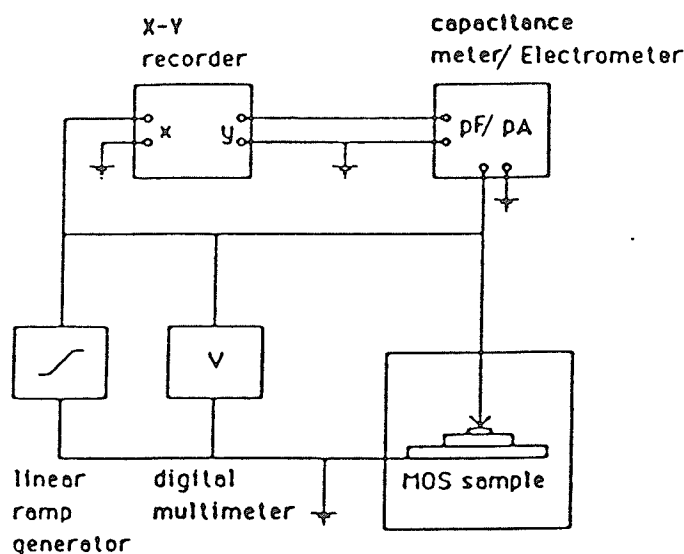 X-Y
recorder
capacitance
meter/ Electrometer
x
y
pF/ pA
V
MOS sample
linear
ramp
generator
digital
multimeter